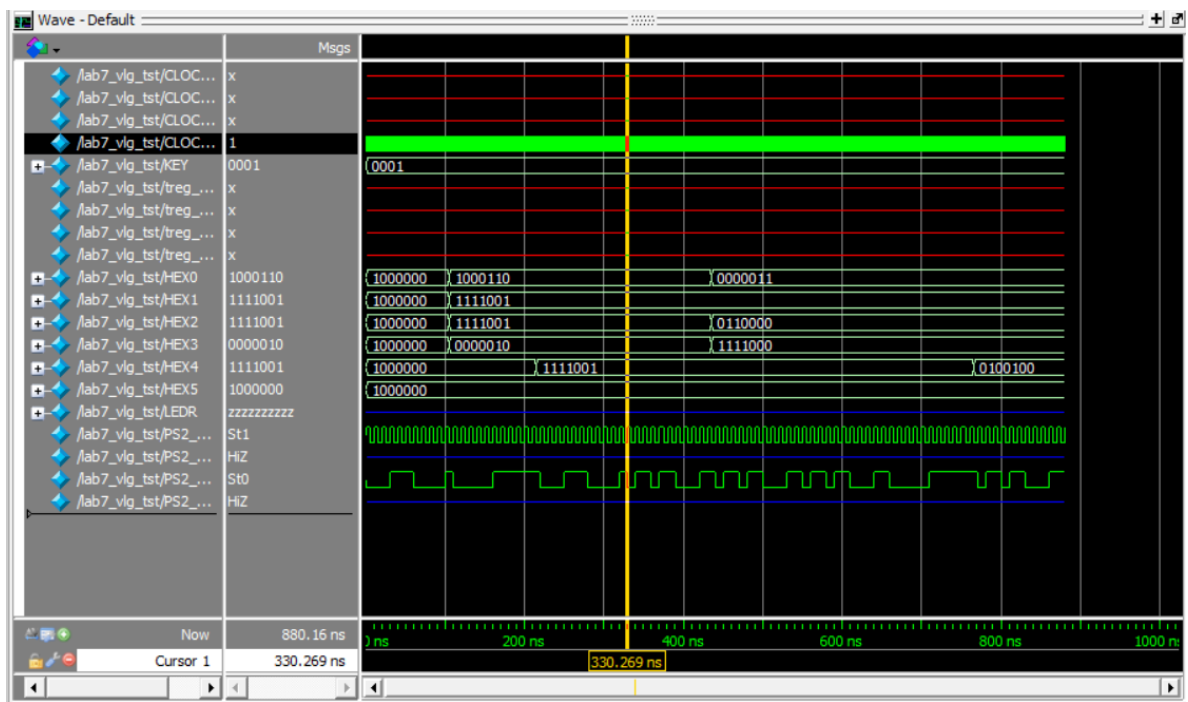 Wave - Default
Msgs
/lab7_vlg_tst/CLOC... x
/lab7_vlg_tst/CLOC... x
/lab7_vlg_tst/CLOC... x
/lab7_vlg_tst/CLOC... 1
/lab7_vlg_tst/KEY 0001 0001
/lab7_vlg_tst/treg_... x
/lab7_vlg_tst/treg_... x
/lab7_vlg_tst/treg_... x
/lab7_vlg_tst/treg_... x
/lab7_vlg_tst/HEX0 1000110 1000000 1000110 0000011
/lab7_vlg_tst/HEX1 1111001 1000000 1111001
/lab7_vlg_tst/HEX2 1111001 1000000 1111001 0110000
/lab7_vlg_tst/HEX3 0000010 1000000 0000010 1111000
/lab7_vlg_tst/HEX4 1111001 1000000 1111001 0100100
/lab7_vlg_tst/HEX5 1000000 1000000
/lab7_vlg_tst/LEDR zzzzzzzzzz
/lab7_vlg_tst/PS2_... St1
/lab7_vlg_tst/PS2_... HiZ
/lab7_vlg_tst/PS2_... St0
/lab7_vlg_tst/PS2_... HiZ
Now 880.16 ns ns 200 ns 400 ns 600 ns 800 ns 1000 n
Cursor 1 330.269 ns 330.269 ns